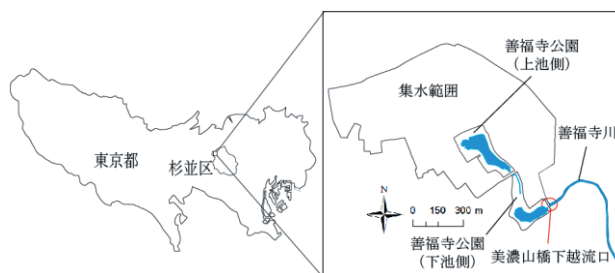 東京都
杉並区
善福寺公園
(上池側)
集水範囲
善福寺川
N
0 150 300 m
善福寺公園
(下池側)
美濃山橋下越流口